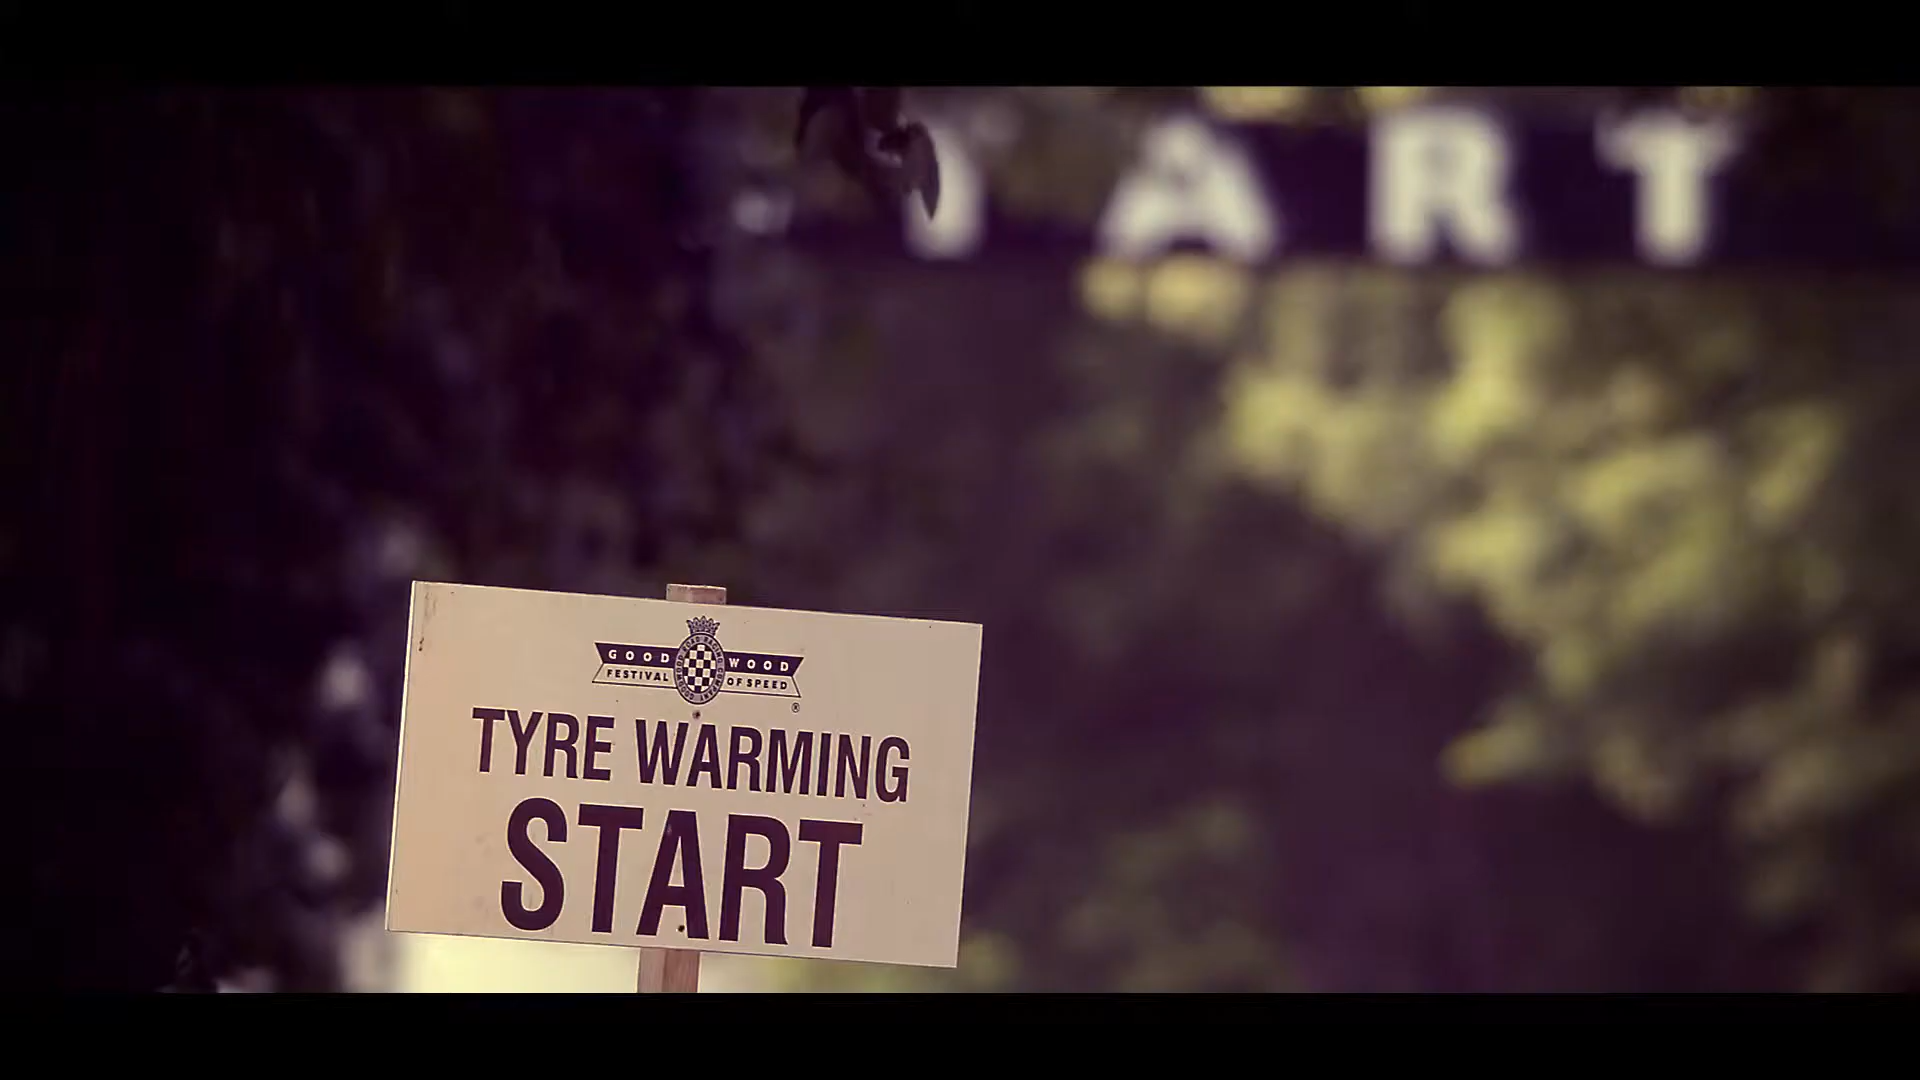 ART
GOOD WOOD
FESTIVAL OF SPEED
®
TYRE WARMING
START